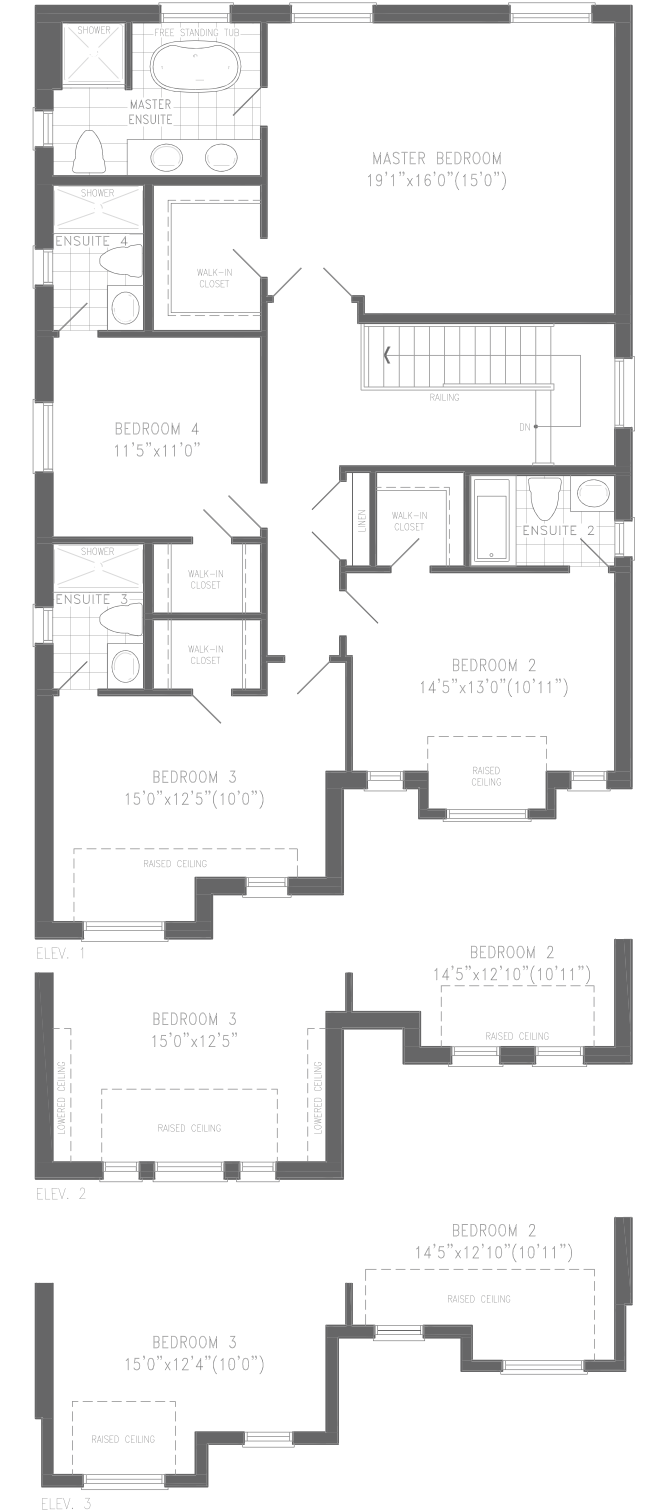 SHOWER
FREE STANDING TUB
MASTER
ENSUITE
MASTER BEDROOM
19'1"x16'0"(15'0")
SHOWER
ENSUITE 4
WALK-IN
CLOSET
RAILING
DN
BEDROOM 4
11'5"x11'0"
LINEN
WALK-IN
CLOSET
ENSUITE 2
SHOWER
ENSUITE 3
WALK-IN
CLOSET
WALK-IN
CLOSET
BEDROOM 2
14'5"x13'0"(10'11")
RAISED
CEILING
BEDROOM 3
15'0"x12'5"(10'0")
RAISED CEILING
ELEV. 1
BEDROOM 2
14'5"x12'10"(10'11")
RAISED CEILING
BEDROOM 3
15'0"x12'5"
LOWERED CEILING
LOWERED CEILING
RAISED CEILING
ELEV. 2
BEDROOM 2
14'5"x12'10"(10'11")
RAISED CEILING
BEDROOM 3
15'0"x12'4"(10'0")
RAISED CEILING
ELEV. 3